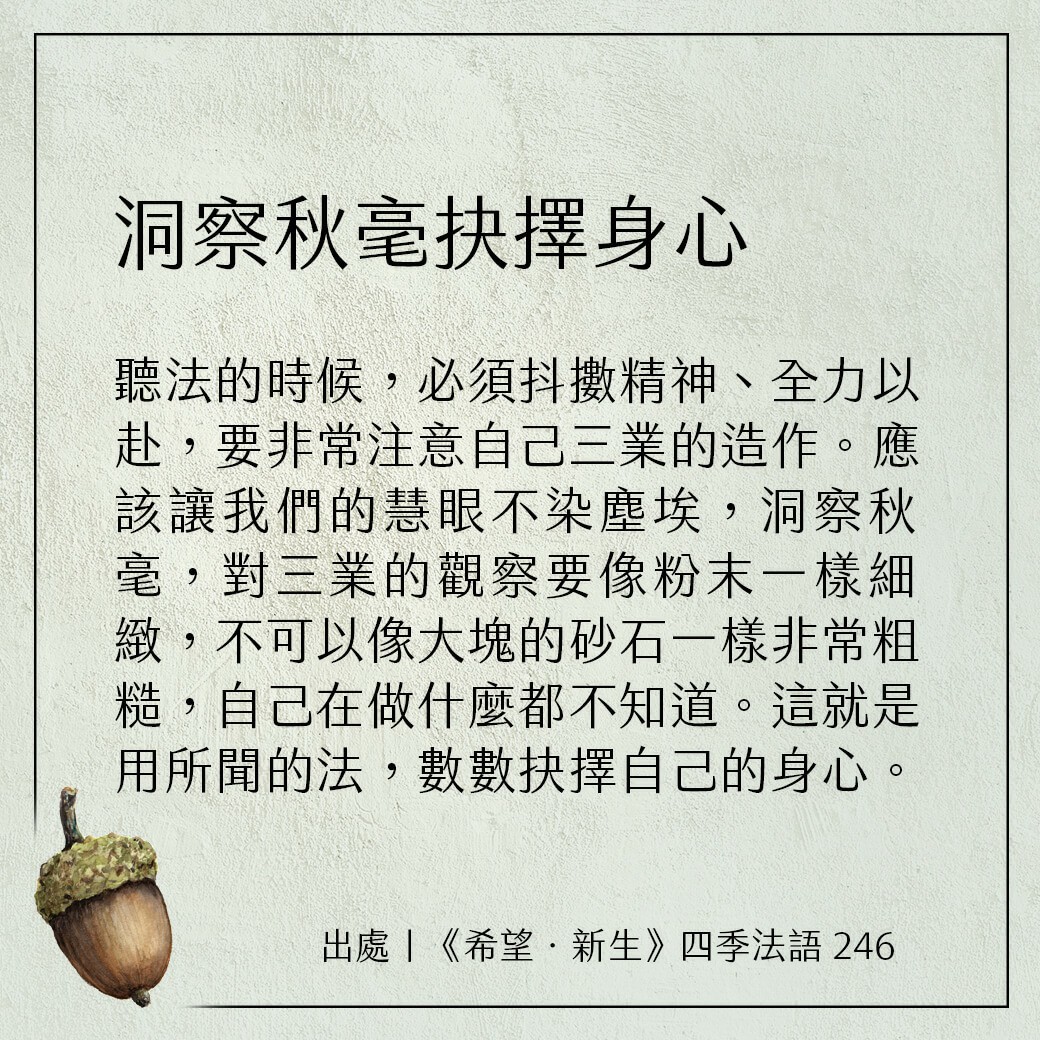 洞察秋毫抉擇身心
聽法的時候，必須抖擻精神、全力以
赴，要非常注意自己三業的造作。應
該讓我們的慧眼不染塵埃，洞察秋
毫，對三業的觀察要像粉末一樣細
緻，不可以像大塊的砂石一樣非常粗
糙，自己在做什麼都不知道。這就是
用所聞的法，數數抉擇自己的身心。
出處｜《希望．新生》四季法語 246